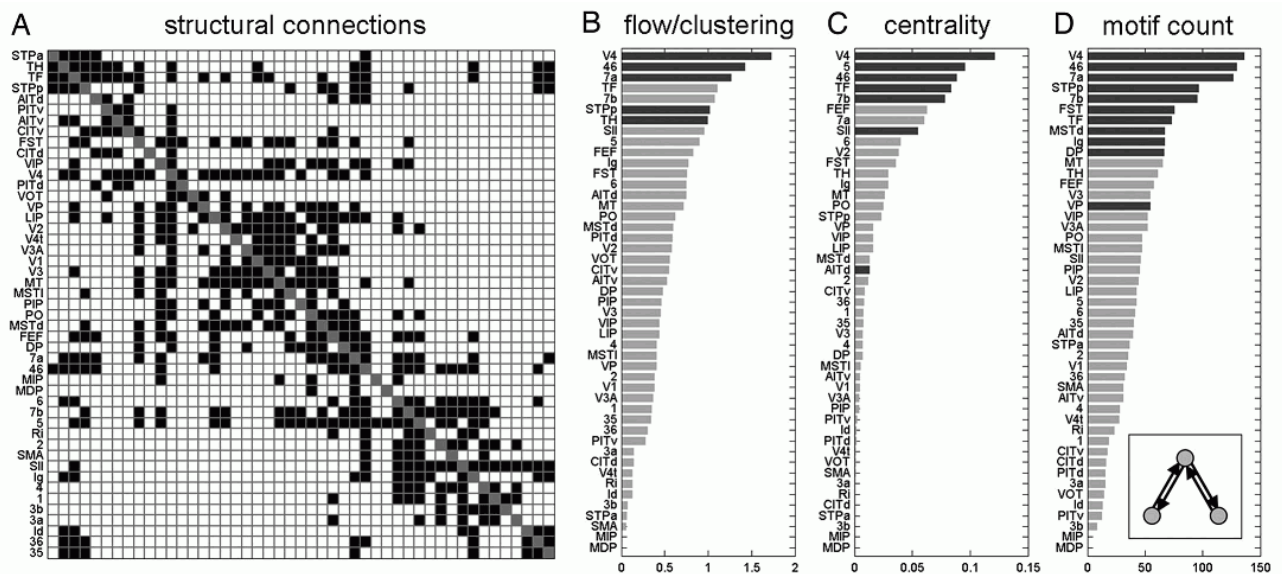 A structural connections
STPa
TH
TF
STPp
AITd
PITv
AITv
CITv
FST
CITd
VIP
V4
PITd
VOT
VP
LIP
V2
V4t
V3A
V1
V3
MT
MSTl
PIP
PO
MSTd
FEF
DP
7a
46
MIP
MDP
6
7b
5
Ri
2
SMA
SII
Ig
4
1
3b
3a
Id
36
35
B flow/clustering
V4
46
7a
TF
7b
STPp
TH
SII
5
FEF
Ig
FST
6
AITd
MT
PO
MSTd
PITd
V2
VOT
CITv
AITv
DP
PIP
V3
VIP
LIP
4
MSTl
VP
2
V1
V3A
1
35
36
PITv
3a
CITd
V4t
Ri
Id
3b
STPa
SMA
MIP
MDP
0 0.5 1 1.5 2
C centrality
V4
5
46
TF
7b
FEF
7a
SII
6
V2
FST
TH
Ig
MT
PO
STPp
VP
VIP
LIP
MSTd
AITd
2
CITv
36
1
35
V3
4
DP
MSTl
AITv
V1
V3A
PIP
PITv
Id
PITd
V4t
VOT
SMA
3a
Ri
CITd
STPa
3b
MIP
MDP
0 0.05 0.1 0.15
D motif count
V4
46
7a
STPp
7b
FST
TF
MSTd
Ig
DP
MT
TH
FEF
V3
VP
VIP
V3A
PO
MSTl
SII
PIP
V2
LIP
5
6
35
AITd
STPa
2
V1
36
SMA
AITv
4
V4t
Ri
1
CITv
CITd
PITd
3a
VOT
Id
PITv
3b
MIP
MDP
0 50 100 150